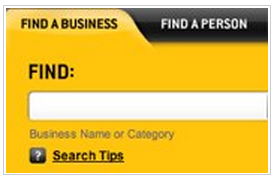 FIND A BUSINESS FIND A PERSON
FIND:
Business Name or Category
? Search Tips